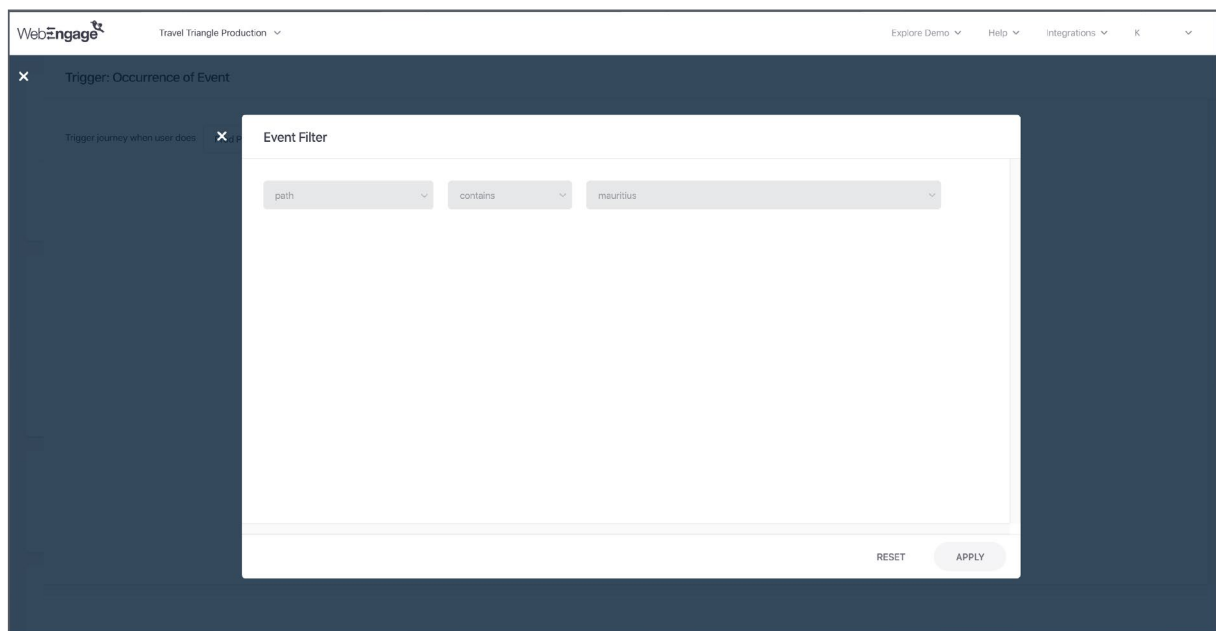 WebEngage
Travel Triangle Production
Explore Demo Help Integrations K
Trigger: Occurrence of Event
Trigger journey when user does
Event Filter
path contains mauritius
RESET APPLY